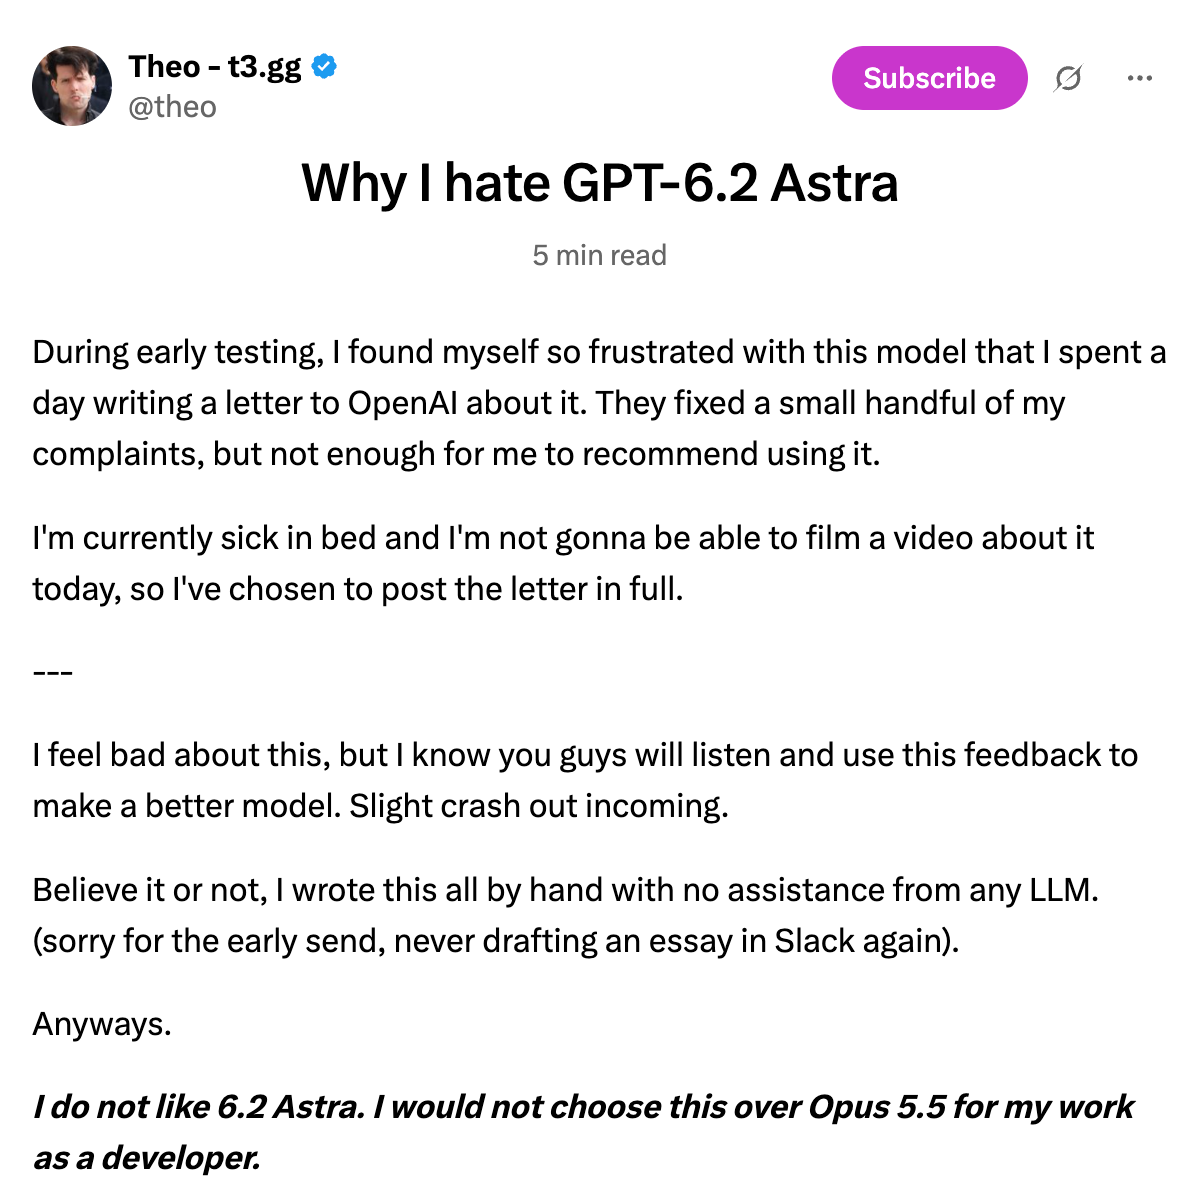 Theo - t3.gg
@theo
Subscribe
Why I hate GPT-6.2 Astra
5 min read
During early testing, I found myself so frustrated with this model that I spent a
day writing a letter to OpenAI about it. They fixed a small handful of my
complaints, but not enough for me to recommend using it.
I'm currently sick in bed and I'm not gonna be able to film a video about it
today, so I've chosen to post the letter in full.
---
I feel bad about this, but I know you guys will listen and use this feedback to
make a better model. Slight crash out incoming.
Believe it or not, I wrote this all by hand with no assistance from any LLM.
(sorry for the early send, never drafting an essay in Slack again).
Anyways.
I do not like 6.2 Astra. I would not choose this over Opus 5.5 for my work
as a developer.